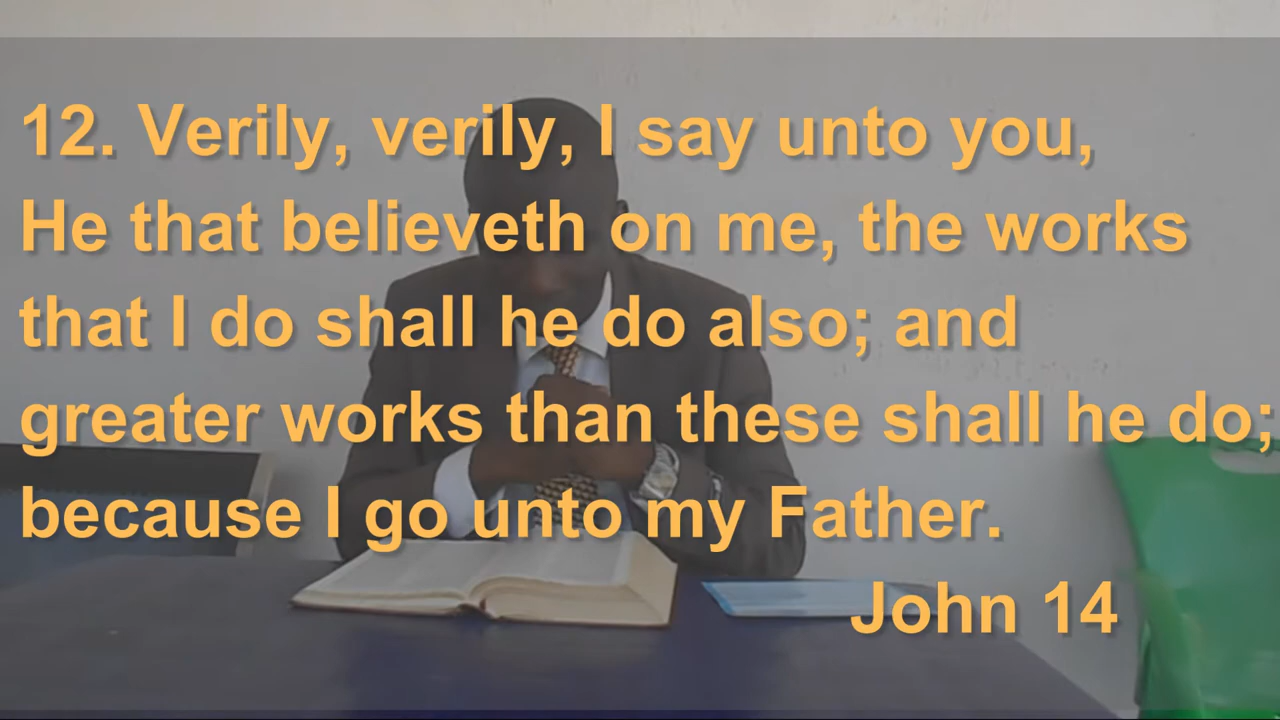 12. Verily, verily, I say unto you,
He that believeth on me, the works
that I do shall he do also; and
greater works than these shall he do;
because I go unto my Father.
John 14